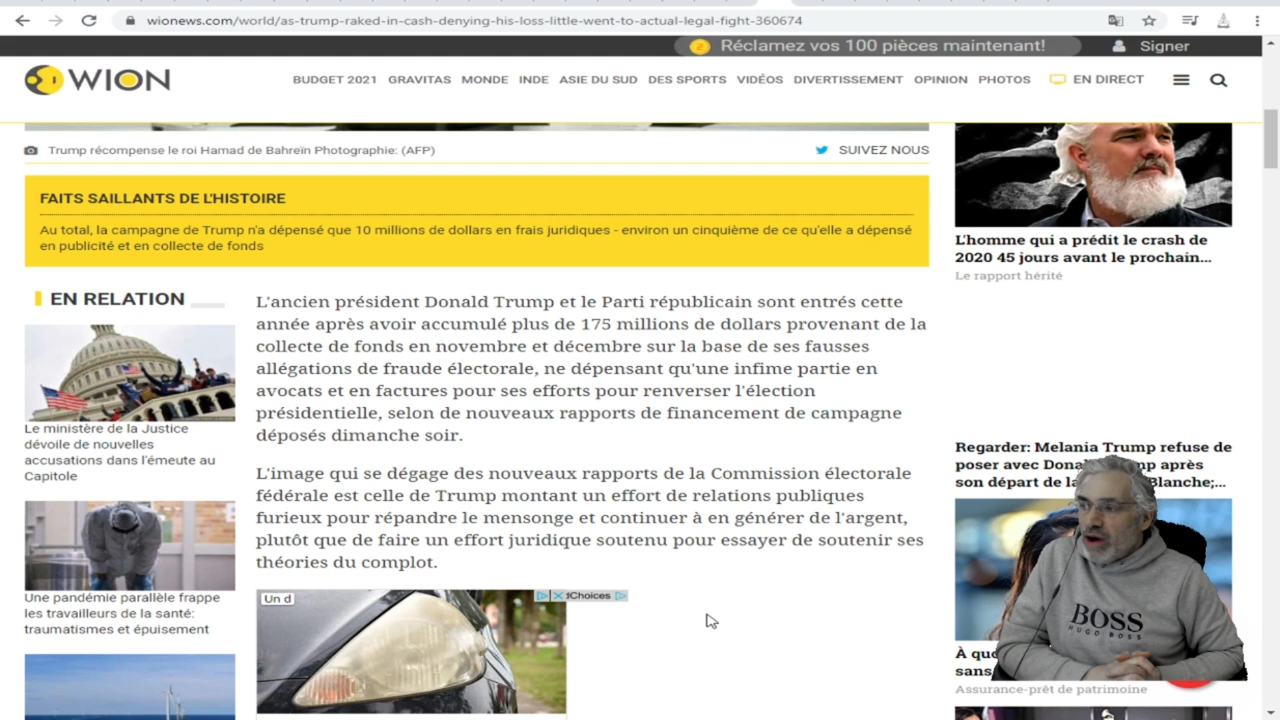 wionews.com/world/as-trump-raked-in-cash-denying-his-loss-little-went-to-actual-legal-fight-360674
Réclamez vos 100 pièces maintenant!
Signer
WION
BUDGET 2021 GRAVITAS MONDE INDE ASIE DU SUD DES SPORTS VIDÉOS DIVERTISSEMENT OPINION PHOTOS EN DIRECT
Trump récompense le roi Hamad de Bahreïn Photographie: (AFP)
SUIVEZ NOUS
FAITS SAILLANTS DE L'HISTOIRE
Au total, la campagne de Trump n'a dépensé que 10 millions de dollars en frais juridiques - environ un cinquième de ce qu'elle a dépensé
en publicité et en collecte de fonds
EN RELATION
Le ministère de la Justice
dévoile de nouvelles
accusations dans l'émeute au
Capitole
Une pandémie parallèle frappe
les travailleurs de la santé:
traumatismes et épuisement
L'ancien président Donald Trump et le Parti républicain sont entrés cette
année après avoir accumulé plus de 175 millions de dollars provenant de la
collecte de fonds en novembre et décembre sur la base de ses fausses
allégations de fraude électorale, ne dépensant qu'une infime partie en
avocats et en factures pour ses efforts pour renverser l'élection
présidentielle, selon de nouveaux rapports de financement de campagne
déposés dimanche soir.
L'image qui se dégage des nouveaux rapports de la Commission électorale
fédérale est celle de Trump montant un effort de relations publiques
furieux pour répandre le mensonge et continuer à en générer de l'argent,
plutôt que de faire un effort juridique soutenu pour essayer de soutenir ses
théories du complot.
Un d
Choices
L'homme qui a prédit le crash de
2020 45 jours avant le prochain...
Le rapport hérité
Regarder: Melania Trump refuse de
poser avec après
son départ de Blanche;...
À
sans
Assurance-prêt de patrimoine
BOSS
HUGO BOSS